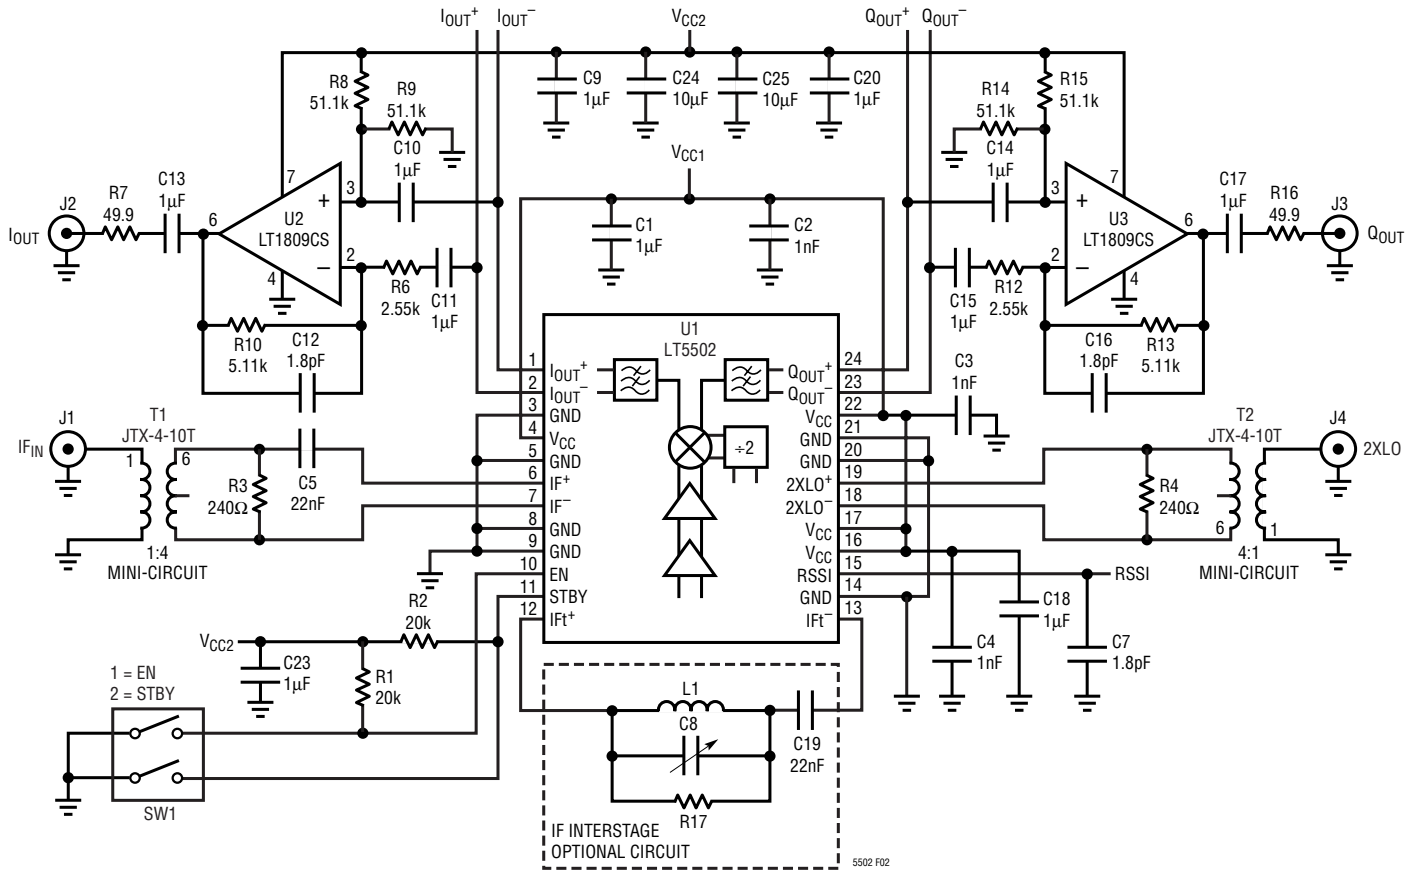 IOUT+ IOUT– VCC2 QOUT+ QOUT–
R8
51.1k
R9
51.1k
C9
1µF
C24
10µF
C25
10µF
C20
1µF
R14
51.1k
R15
51.1k
C10
1µF
VCC1
C14
1µF
J2
IOUT
R7
49.9
C13
1µF
6
7
3
+
U2
LT1809CS
2
–
4
C1
1µF
C2
1nF
3
+
7
U3
LT1809CS
2
–
4
6
C17
1µF
R16
49.9
J3
QOUT
R6
2.55k
C11
1µF
C15
1µF
R12
2.55k
R10
5.11k
C12
1.8pF
C16
1.8pF
R13
5.11k
U1
LT5502
1 IOUT+
2 IOUT–
3 GND
4 VCC
5 GND
6 IF+
7 IF–
8 GND
9 GND
10 EN
11 STBY
12 IFt+
÷2
24 QOUT+
23 QOUT–
22 VCC
21 GND
20 GND
19 2XLO+
18 2XLO–
17 VCC
16 VCC
15 RSSI
14 GND
13 IFt–
C3
1nF
J1
IFIN
T1
JTX-4-10T
1 6
R3
240Ω
C5
22nF
1:4
MINI-CIRCUIT
T2
JTX-4-10T
J4
2XLO
R4
240Ω
6 1
4:1
MINI-CIRCUIT
RSSI
C18
1µF
C4
1nF
C7
1.8pF
R2
20k
VCC2
C23
1µF
R1
20k
1 = EN
2 = STBY
SW1
L1
C8
C19
22nF
R17
IF INTERSTAGE
OPTIONAL CIRCUIT
5502 F02